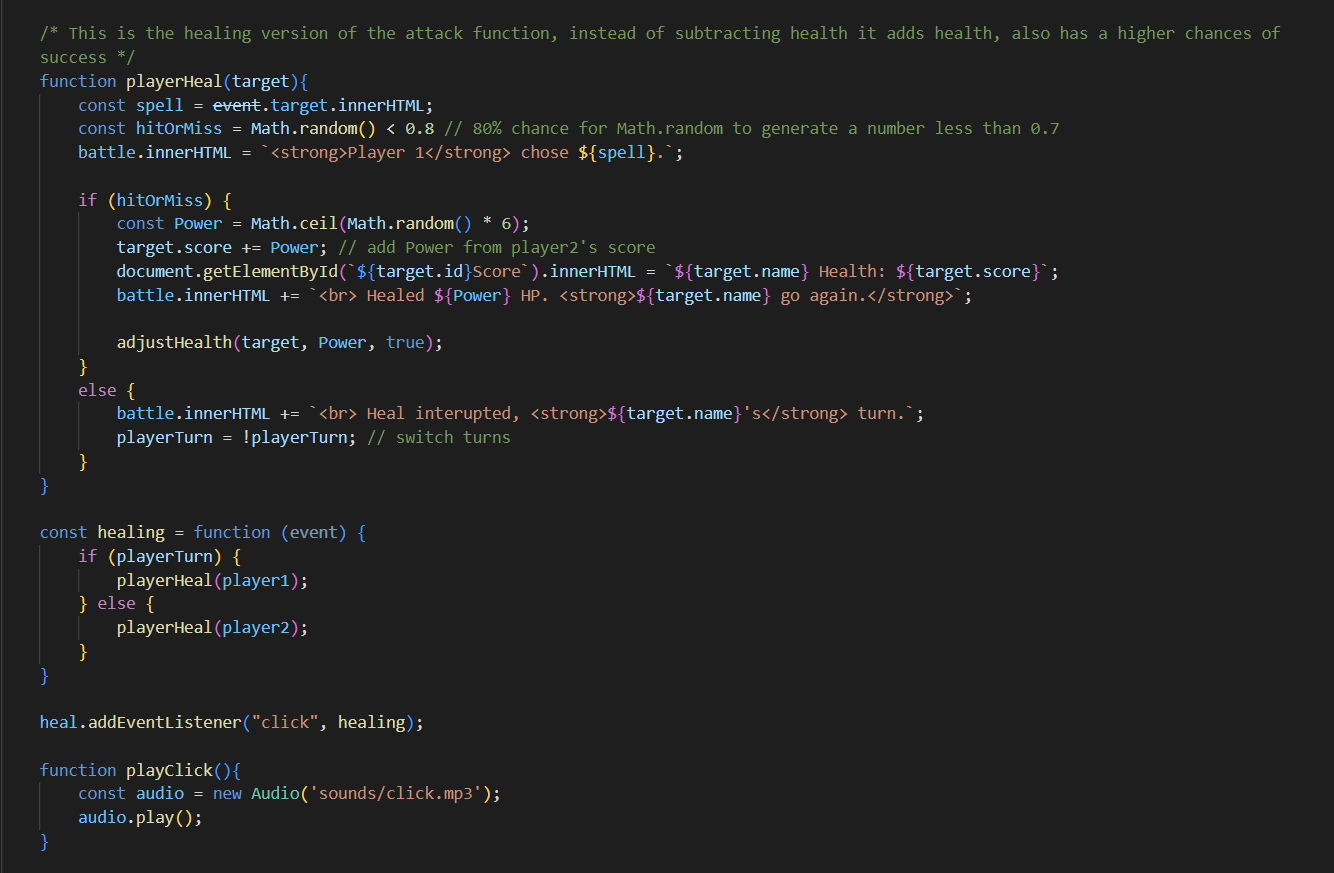 /* This is the healing version of the attack function, instead of subtracting health it adds health, also has a higher chances of
success */
function playerHeal(target){
    const spell = event.target.innerHTML;
    const hitOrMiss = Math.random() < 0.8 // 80% chance for Math.random to generate a number less than 0.7
    battle.innerHTML = `<strong>Player 1</strong> chose ${spell}.`;

    if (hitOrMiss) {
        const Power = Math.ceil(Math.random() * 6);
        target.score += Power; // add Power from player2's score
        document.getElementById(`${target.id}Score`).innerHTML = `${target.name} Health: ${target.score}`;
        battle.innerHTML += `<br> Healed ${Power} HP. <strong>${target.name} go again.</strong>`;

        adjustHealth(target, Power, true);
    }
    else {
        battle.innerHTML += `<br> Heal interupted, <strong>${target.name}'s</strong> turn.`;
        playerTurn = !playerTurn; // switch turns
    }
}

const healing = function (event) {
    if (playerTurn) {
        playerHeal(player1);
    } else {
        playerHeal(player2);
    }
}

heal.addEventListener("click", healing);

function playClick(){
    const audio = new Audio('sounds/click.mp3');
    audio.play();
}